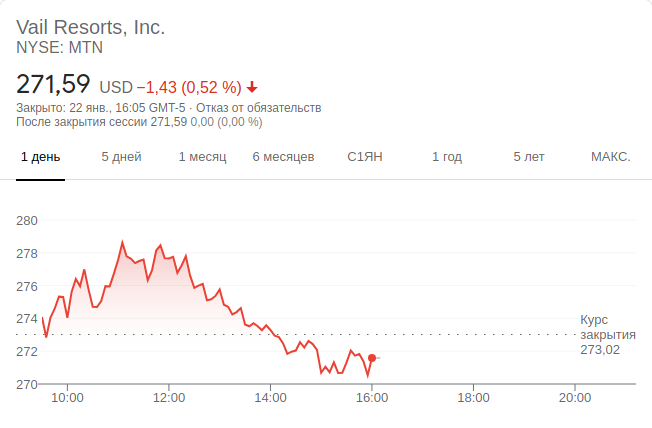 Vail Resorts, Inc.
NYSE: MTN
271,59 USD −1,43 (0,52 %)
Закрыто: 22 янв., 16:05 GMT-5 · Отказ от обязательств
После закрытия сессии 271,59 0,00 (0,00 %)
1 день 5 дней 1 месяц 6 месяцев С1ЯН 1 год 5 лет МАКС.
280
278
276
274
272
270
Курс
закрытия
273,02
10:00 12:00 14:00 16:00 18:00 20:00